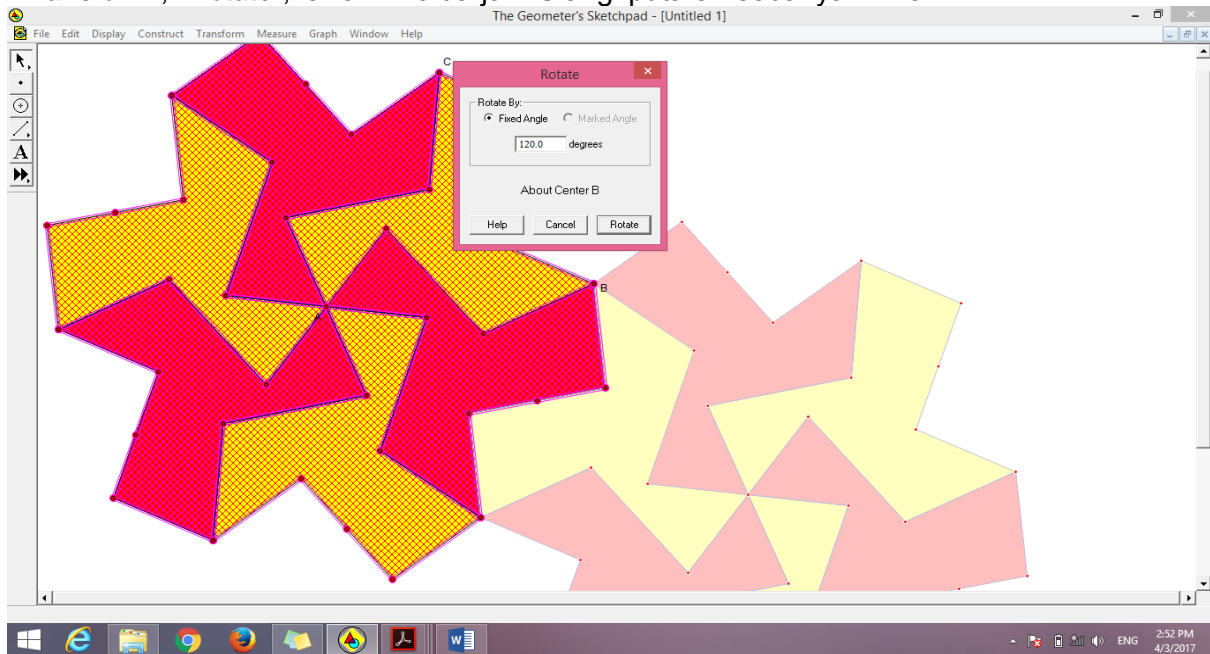 The Geometer's Sketchpad - [Untitled 1]
File Edit Display Construct Transform Measure Graph Window Help
A
C
Rotate
Rotate By:
Fixed Angle Marked Angle
120.0 degrees
About Center B
Help Cancel Rotate
B
A
ENG 2:52 PM
4/3/2017